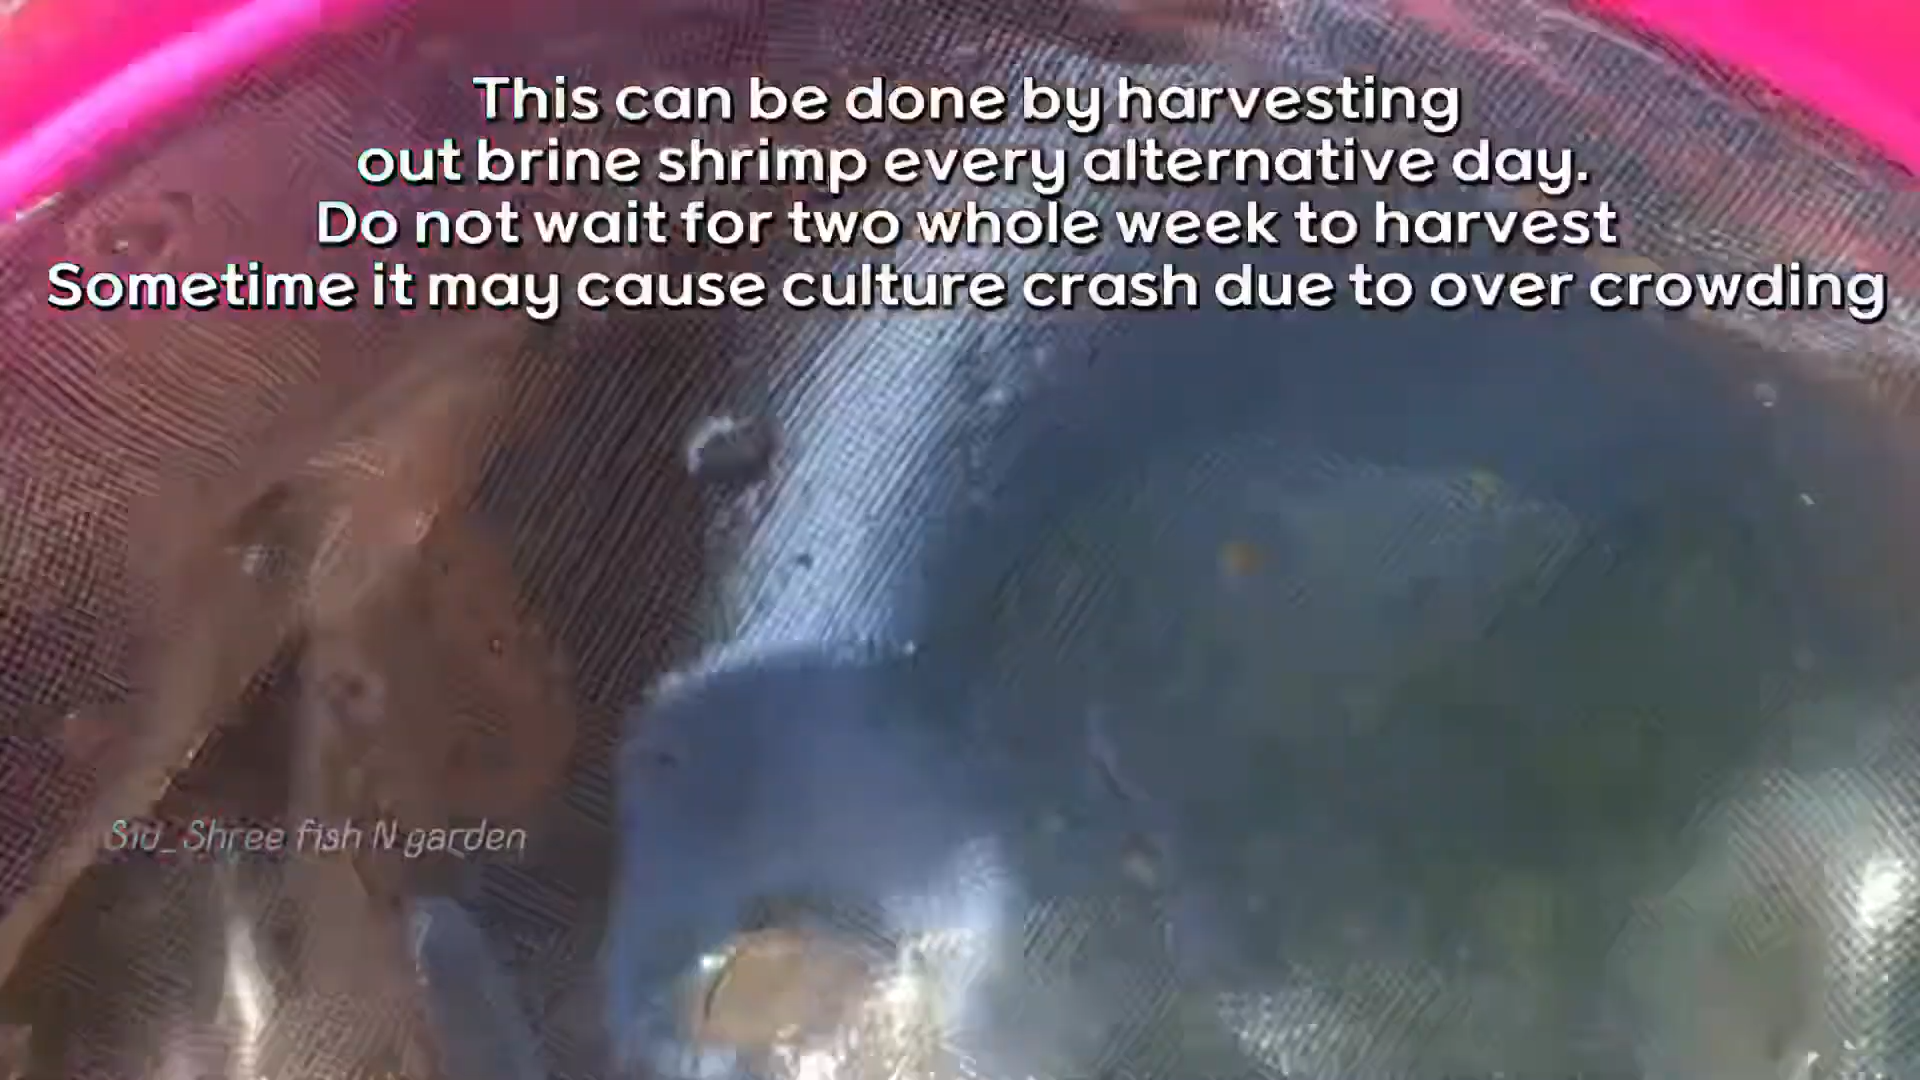 This can be done by harvesting
out brine shrimp every alternative day.
Do not wait for two whole week to harvest
Sometime it may cause culture crash due to over crowding
Sid_Shree fish N garden